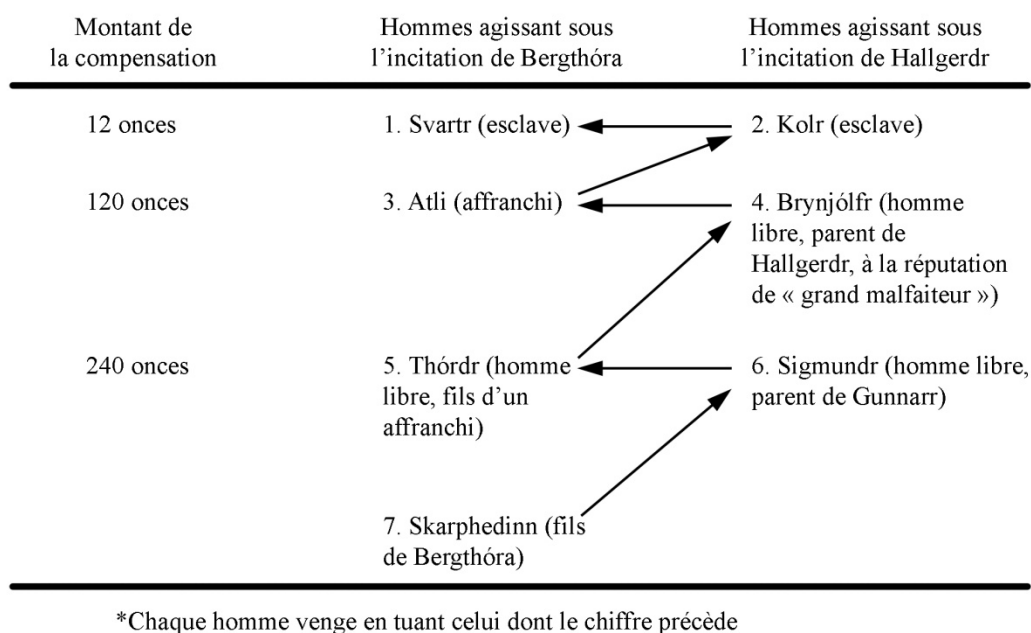 Montant de
la compensation
Hommes agissant sous
l’incitation de Bergthóra
Hommes agissant sous
l’incitation de Hallgerdr
12 onces
1. Svartr (esclave)
2. Kolr (esclave)
120 onces
3. Atli (affranchi)
4. Brynjólfr (homme
libre, parent de
Hallgerdr, à la réputation
de « grand malfaiteur »)
240 onces
5. Thórdr (homme
libre, fils d’un
affranchi)
6. Sigmundr (homme libre,
parent de Gunnarr)
7. Skarphedinn (fils
de Bergthóra)
*Chaque homme venge en tuant celui dont le chiffre précède